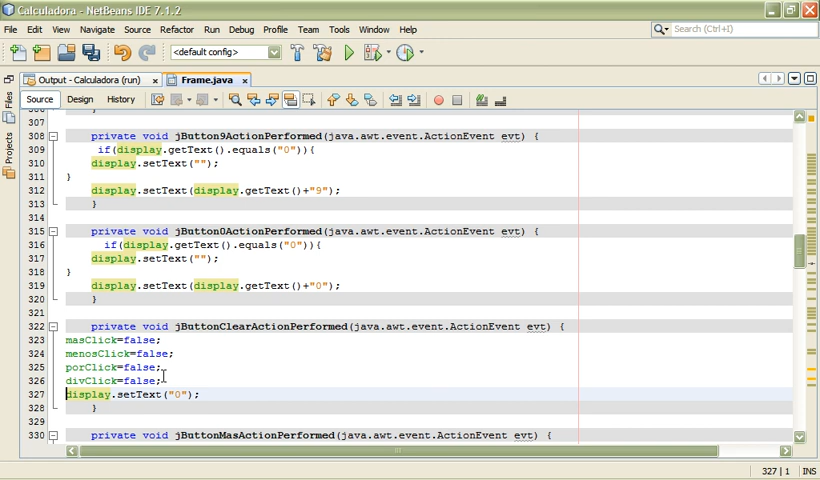 Calculadora - NetBeans IDE 7.1.2
File Edit View Navigate Source Refactor Run Debug Profile Team Tools Window Help
Search (Ctrl+I)
<default config>
Output - Calculadora (run) x Frame.java x
Source Design History
Files
Projects
307
308 private void jButton9ActionPerformed(java.awt.event.ActionEvent evt) {
309 if(display.getText().equals("0")){
310 display.setText("");
311 }
312 display.setText(display.getText()+"9");
313 }
314
315 private void jButton0ActionPerformed(java.awt.event.ActionEvent evt) {
316 if(display.getText().equals("0")){
317 display.setText("");
318 }
319 display.setText(display.getText()+"0");
320 }
321
322 private void jButtonClearActionPerformed(java.awt.event.ActionEvent evt) {
323 masClick=false;
324 menosClick=false;
325 porClick=false;
326 divClick=false;
327 display.setText("0");
328 }
329
330 private void jButtonMasActionPerformed(java.awt.event.ActionEvent evt) {
327 | 1 INS